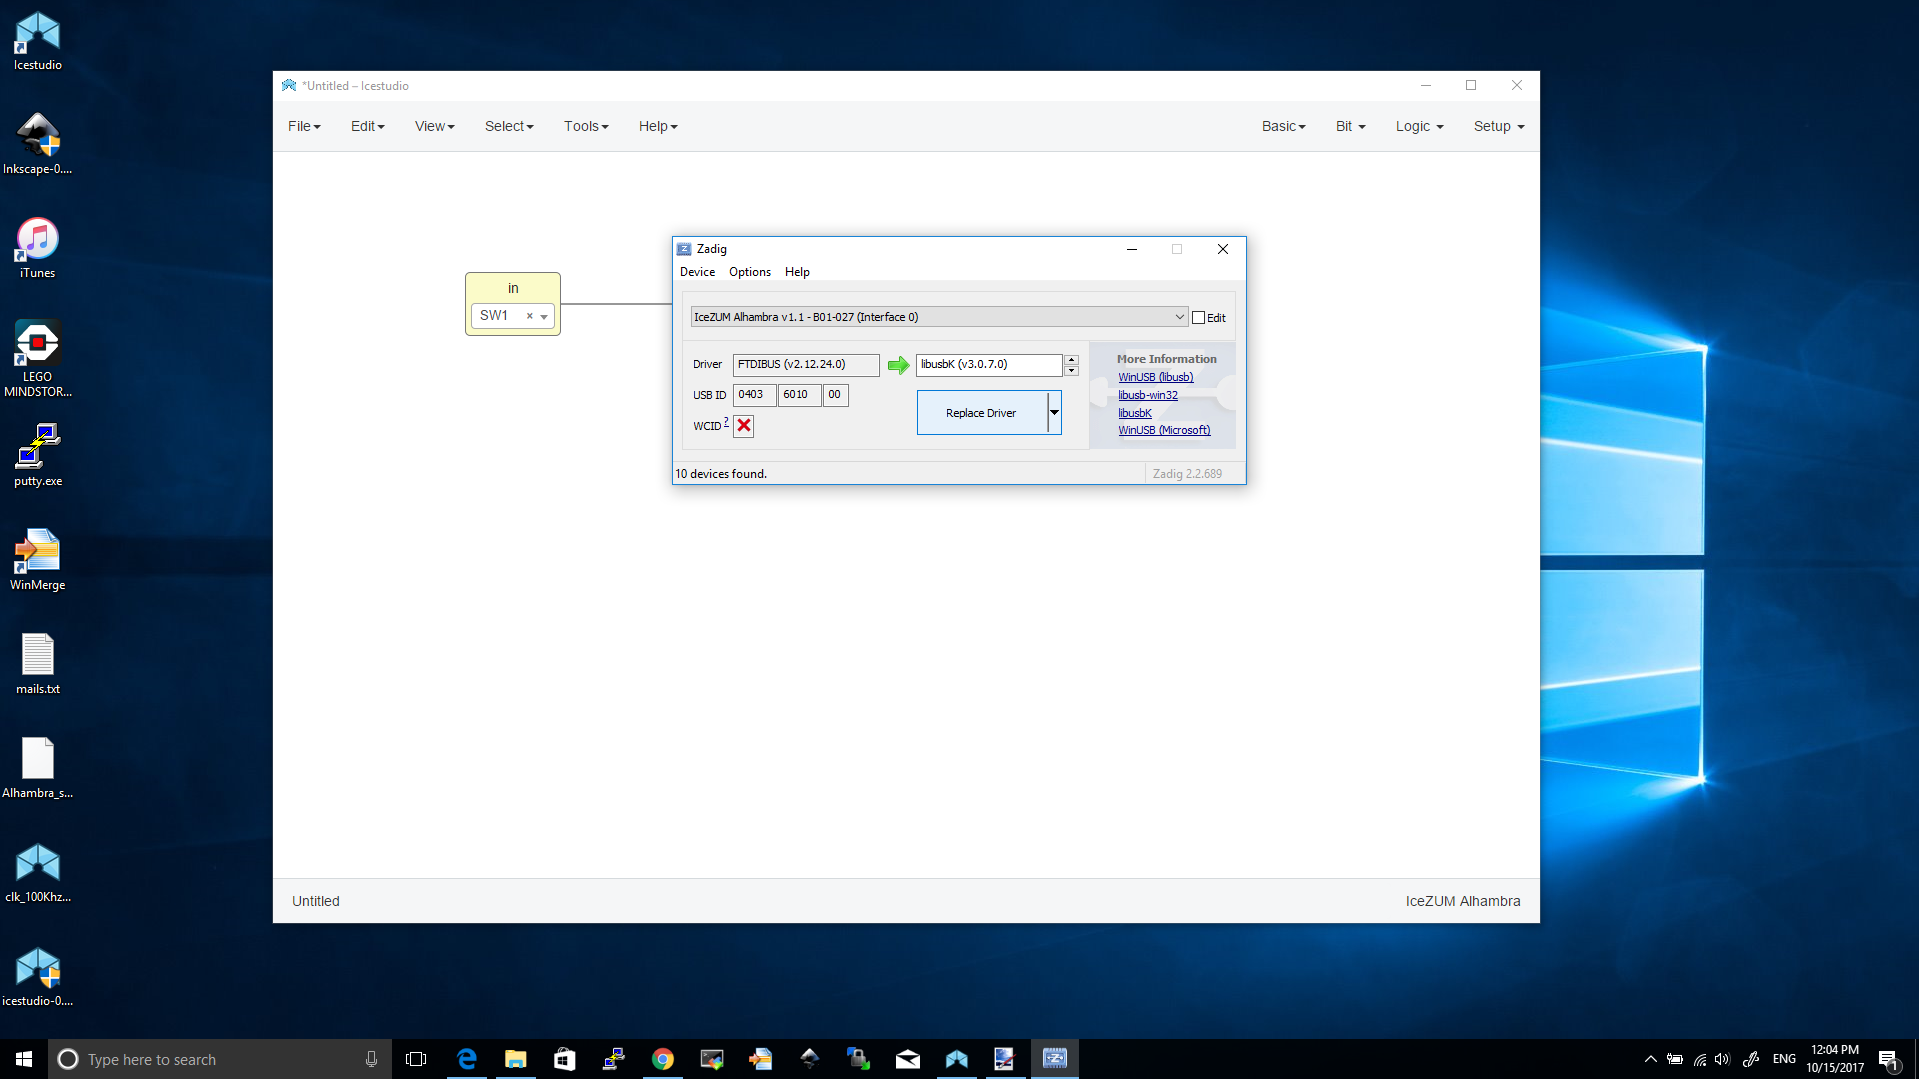 Icestudio
Inkscape-0....
iTunes
LEGO
MINDSTOR...
putty.exe
WinMerge
mails.txt
Alhambra_s...
clk_100Khz...
icestudio-0....
*Untitled – Icestudio
File Edit View Select Tools Help Basic Bit Logic Setup
in
SW1 ×
Zadig
Device Options Help
IceZUM Alhambra v1.1 - B01-027 (Interface 0) Edit
Driver FTDIBUS (v2.12.24.0) libusbK (v3.0.7.0)
USB ID 0403 6010 00
WCID ?
Replace Driver
More Information
WinUSB (libusb)
libusb-win32
libusbK
WinUSB (Microsoft)
10 devices found. Zadig 2.2.689
Untitled IceZUM Alhambra
Type here to search
ENG
12:04 PM
10/15/2017
1